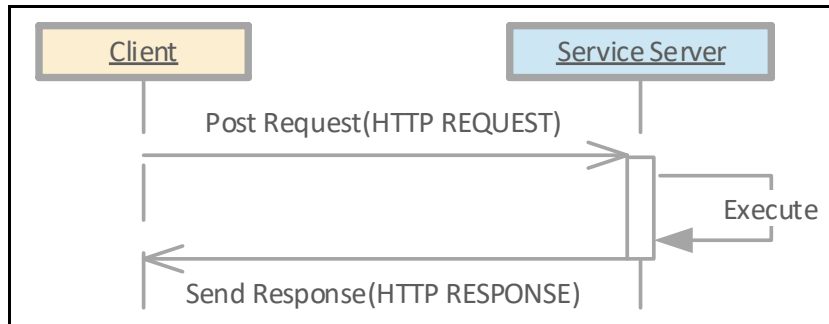 Client
Service Server
Post Request(HTTP REQUEST)
Execute
Send Response(HTTP RESPONSE)